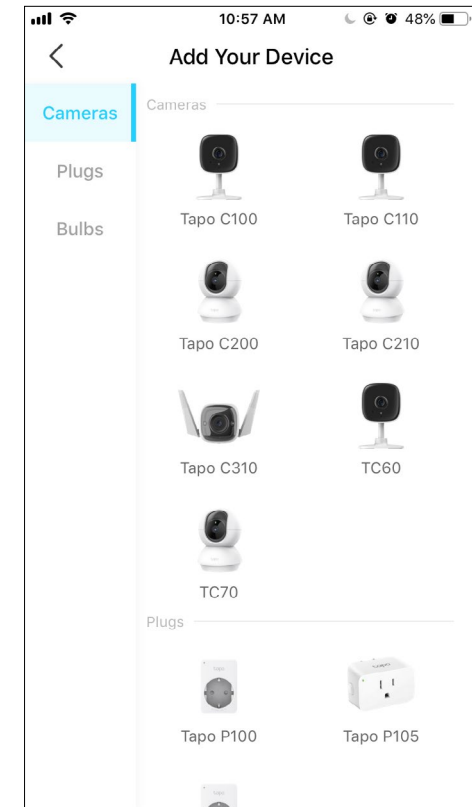 10:57 AM
48%
Add Your Device
Cameras
Plugs
Bulbs
Cameras
Tapo C100
Tapo C110
Tapo C200
Tapo C210
Tapo C310
TC60
TC70
Plugs
Tapo P100
Tapo P105